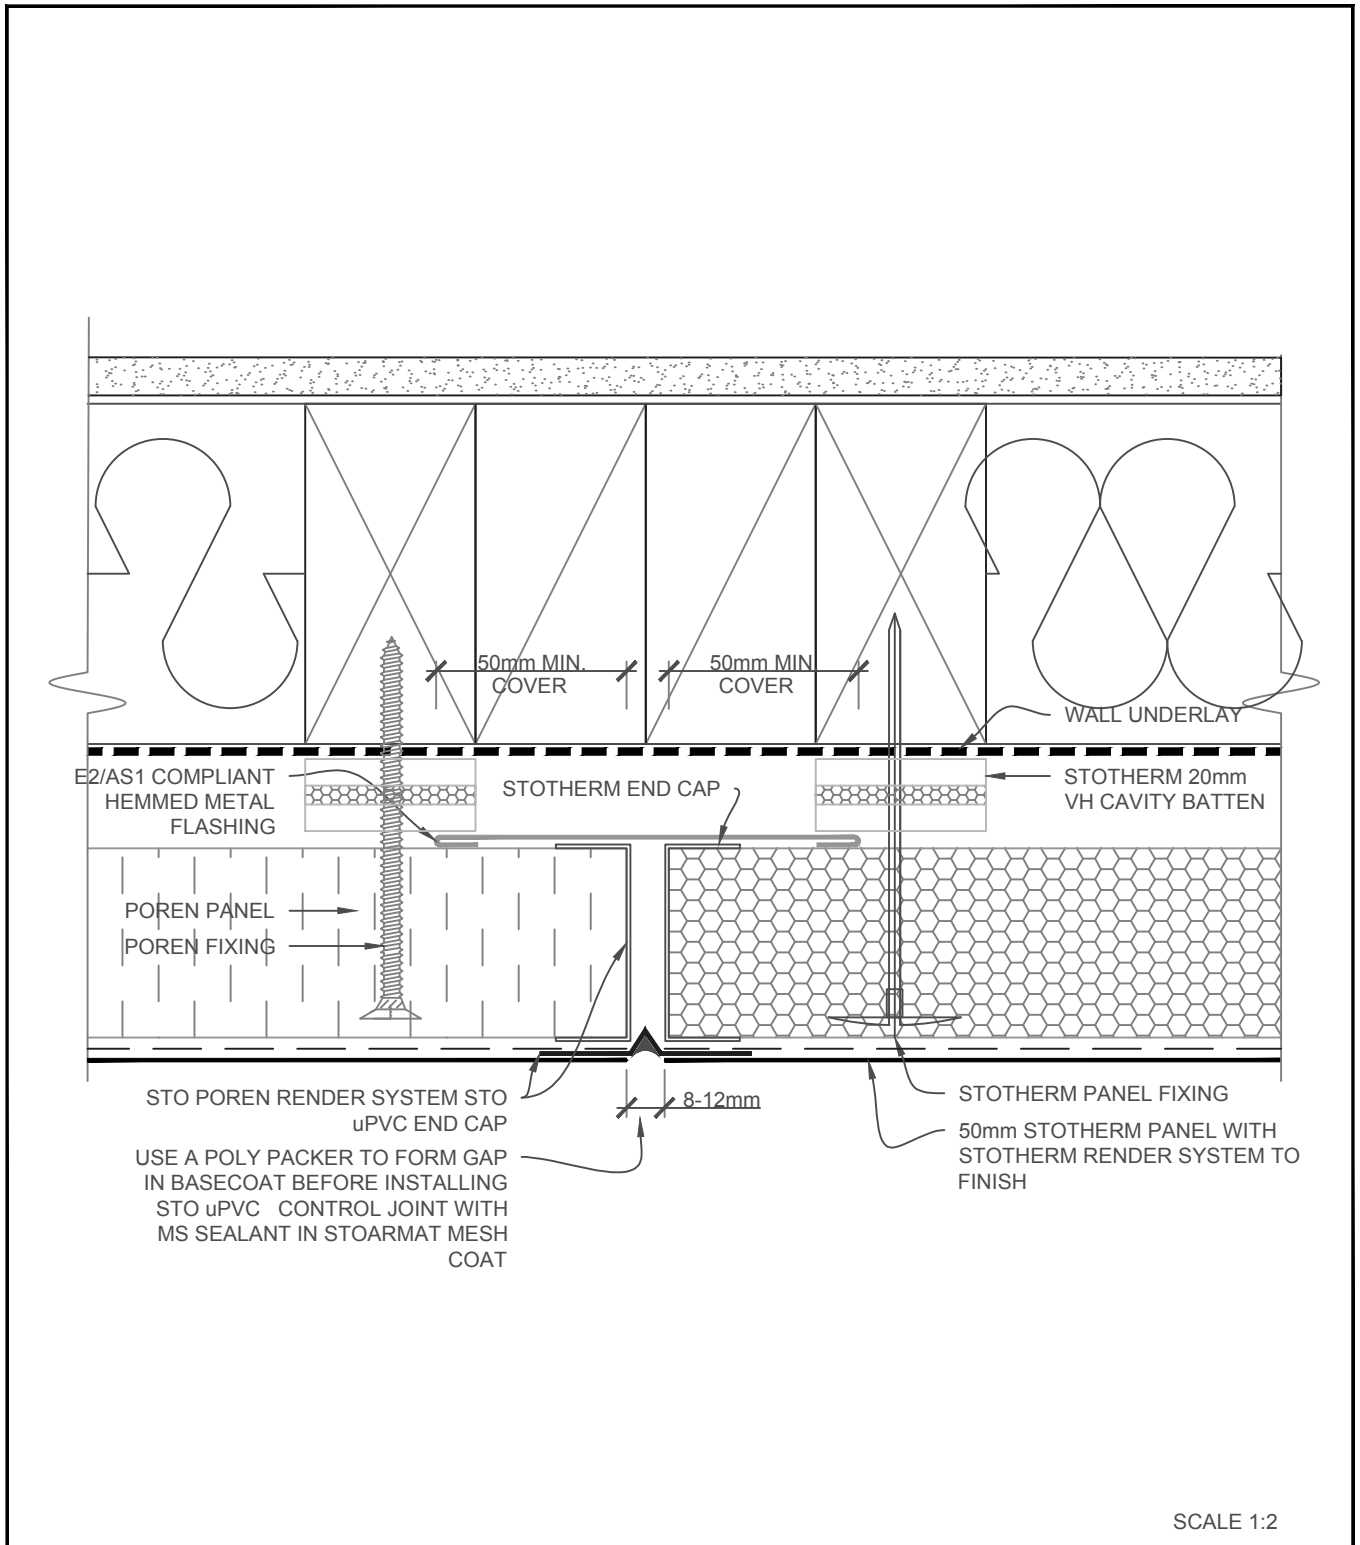 50mm MIN.
COVER
50mm MIN
COVER
WALL UNDERLAY
E2/AS1 COMPLIANT
HEMMED METAL
FLASHING
STOTHERM END CAP
STOTHERM 20mm
VH CAVITY BATTEN
POREN PANEL
POREN FIXING
STO POREN RENDER SYSTEM STO
uPVC END CAP
8-12mm
STOTHERM PANEL FIXING
USE A POLY PACKER TO FORM GAP
IN BASECOAT BEFORE INSTALLING
STO uPVC CONTROL JOINT WITH
MS SEALANT IN STOARMAT MESH
COAT
50mm STOTHERM PANEL WITH
STOTHERM RENDER SYSTEM TO
FINISH
SCALE 1:2